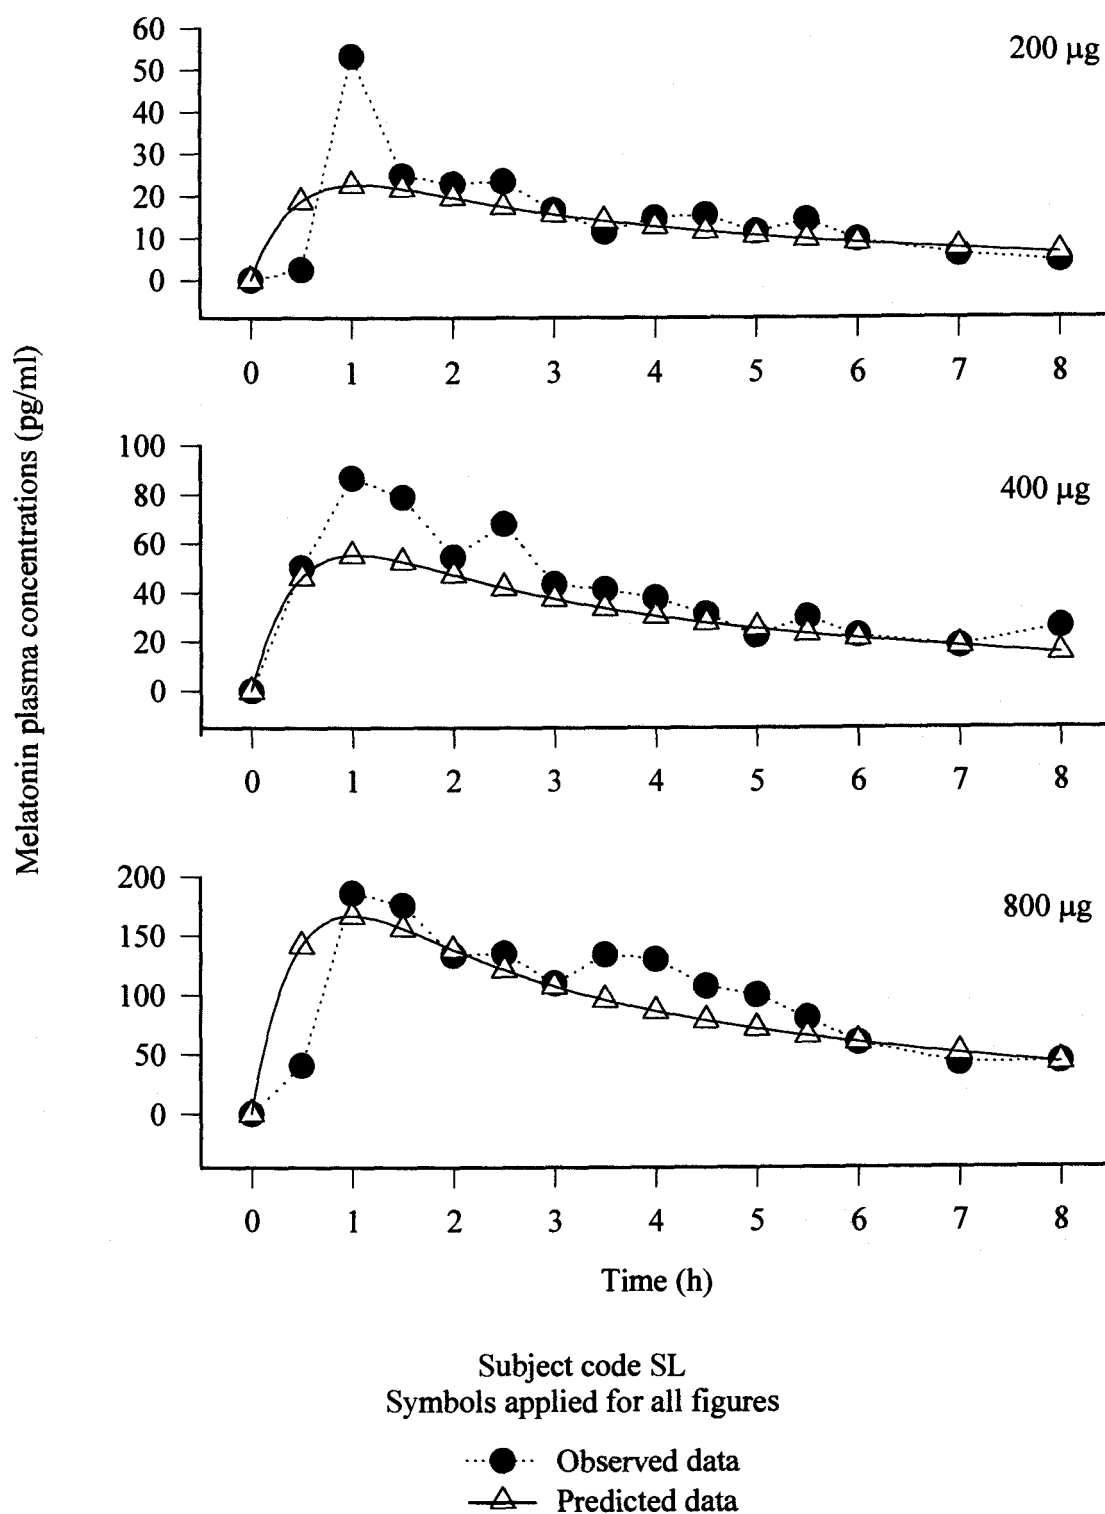 Melatonin plasma concentrations (pg/ml)
200 µg
60
50
40
30
20
10
0
0 1 2 3 4 5 6 7 8
400 µg
100
80
60
40
20
0
0 1 2 3 4 5 6 7 8
800 µg
200
150
100
50
0
0 1 2 3 4 5 6 7 8
Time (h)
Subject code SL
Symbols applied for all figures
Observed data
Predicted data